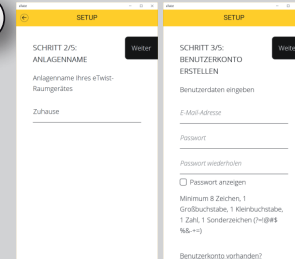 SETUP
SCHRITT 2/5:
ANLAGENNAME
Weiter
Anlagenname Ihres eTwist-
Raumgerätes
Zuhause
SETUP
SCHRITT 3/5:
BENUTZERKONTO
ERSTELLEN
Weite
Benutzerdaten eingeben
E-Mail-Adresse
Passwort
Passwort wiederholen
Passwort anzeigen
Minimum 8 Zeichen, 1
Großbuchstabe, 1 Kleinbuchstabe,
1 Zahl, 1 Sonderzeichen (?=!@#$
%&-+=)
Benutzerkonto vorhanden?